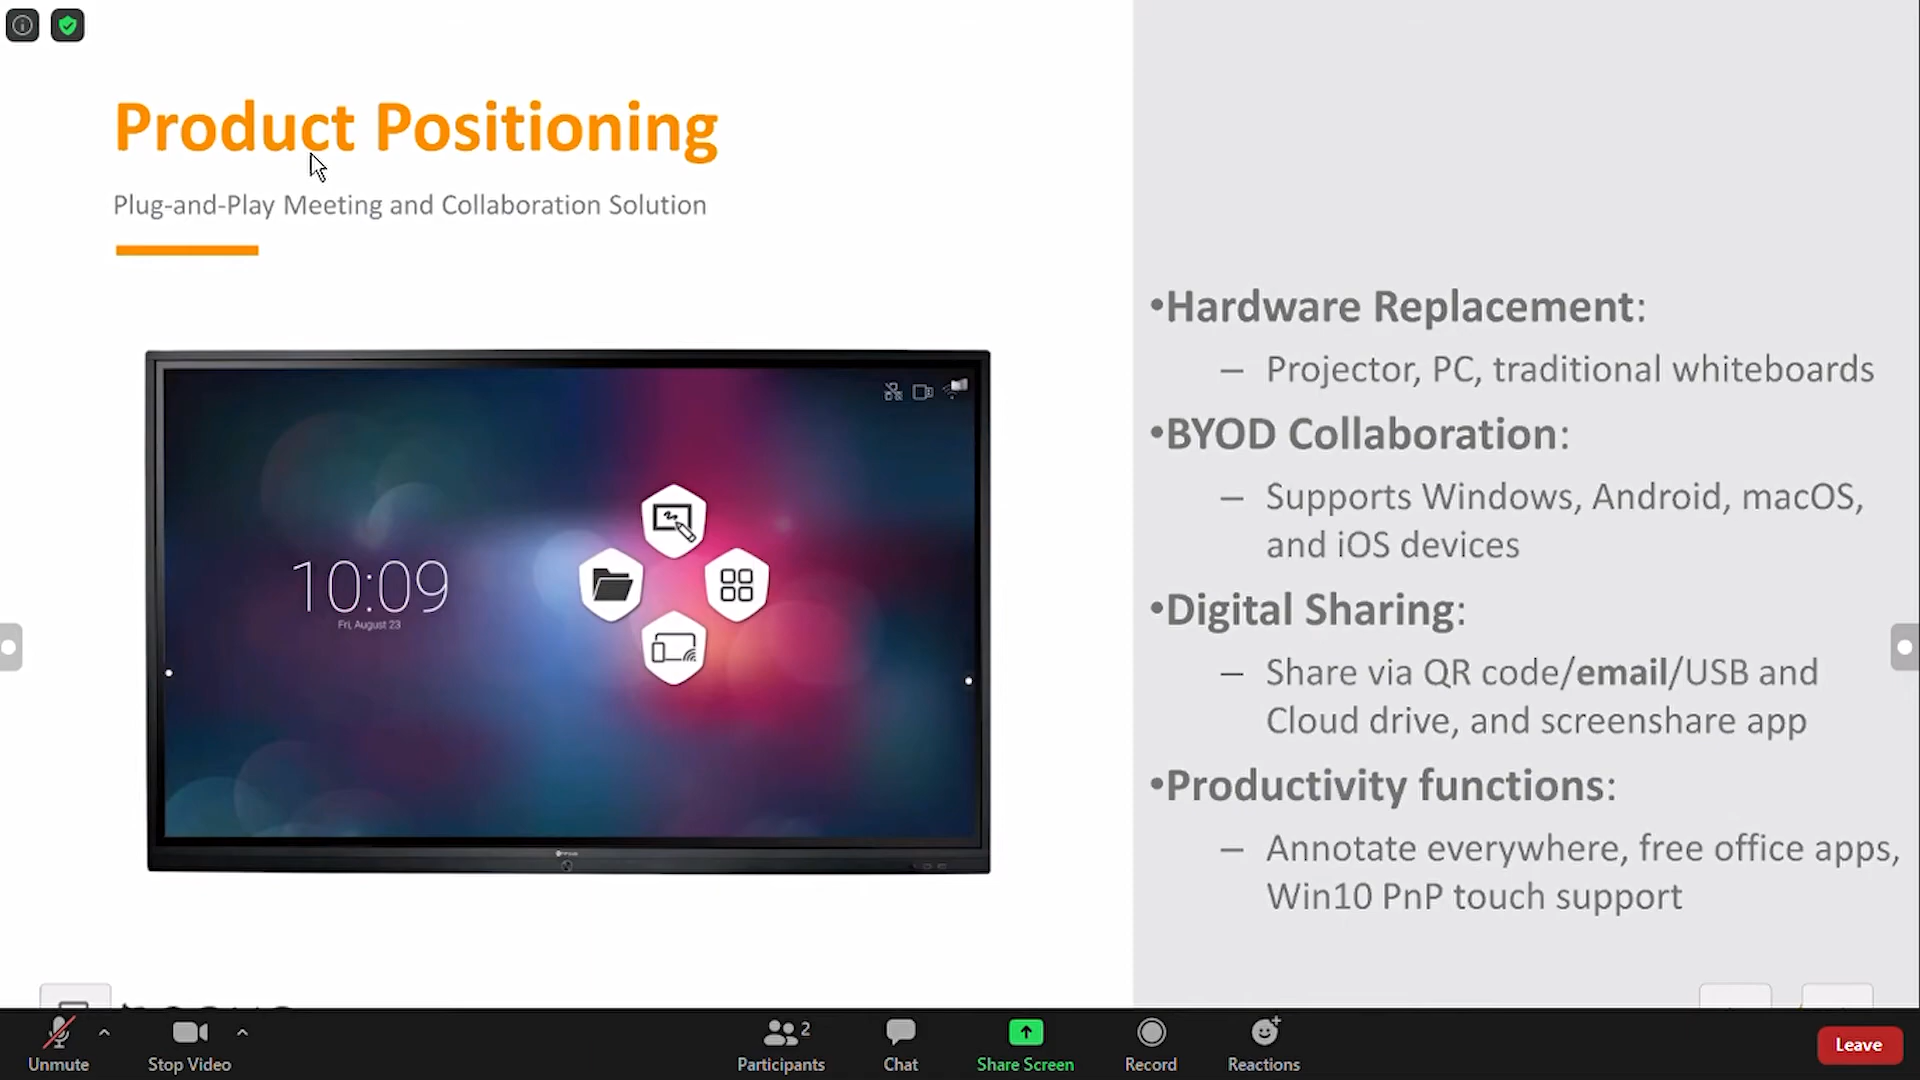 Product Positioning
Plug-and-Play Meeting and Collaboration Solution
•Hardware Replacement:
– Projector, PC, traditional whiteboards
•BYOD Collaboration:
– Supports Windows, Android, macOS,
and iOS devices
•Digital Sharing:
– Share via QR code/email/USB and
Cloud drive, and screenshare app
•Productivity functions:
– Annotate everywhere, free office apps,
Win10 PnP touch support
10:09
Fri, August 23
Unmute
Stop Video
2
Participants
Chat
Share Screen
Record
Reactions
Leave